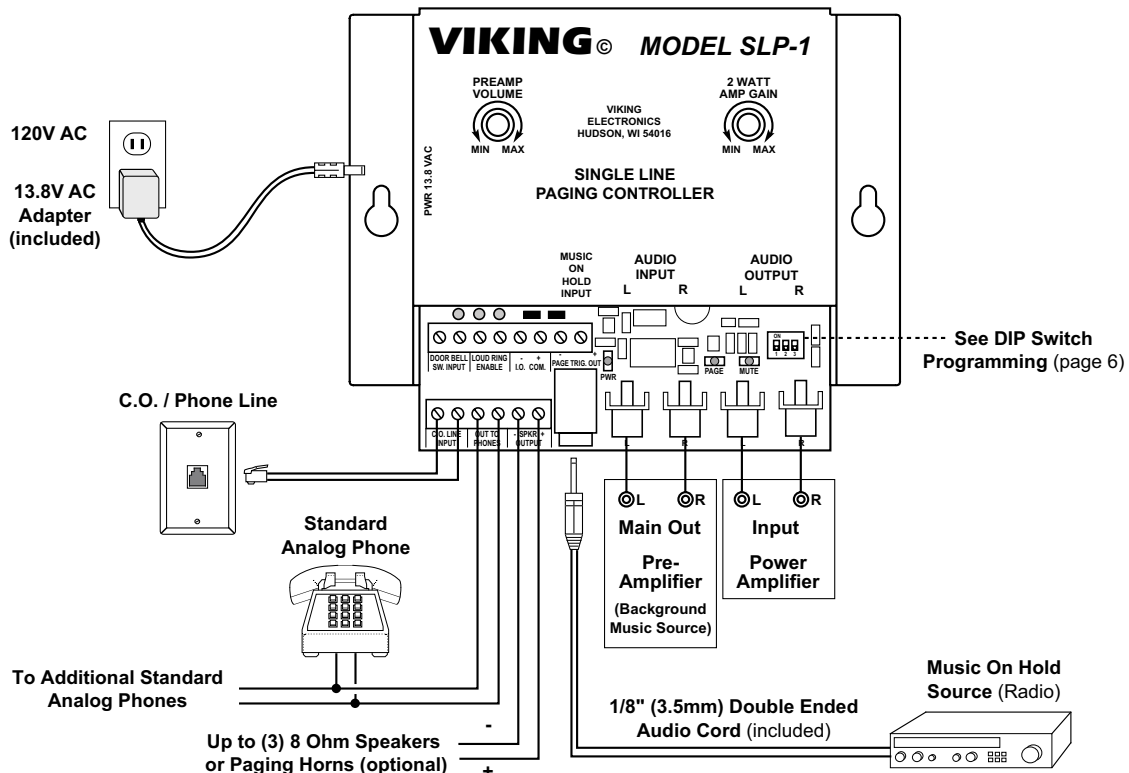 VIKING© MODEL SLP-1
PREAMP
VOLUME
MIN MAX
VIKING
ELECTRONICS
HUDSON, WI 54016
2 WATT
AMP GAIN
MIN MAX
SINGLE LINE
PAGING CONTROLLER
PWR 13.8 VAC
120V AC
13.8V AC
Adapter
(included)
MUSIC
ON
HOLD
INPUT
AUDIO
INPUT
L R
AUDIO
OUTPUT
L R
DOOR BELL
SW. INPUT
LOUD RING
ENABLE
- +
I.O. COM.
- +
PAGE TRIG. OUT
PWR
PAGE
MUTE
ON
1 2 3
See DIP Switch
Programming (page 6)
C.O. / Phone Line
C.O. LINE
INPUT
OUT TO
PHONES
- SPKR +
OUTPUT
L R L R
L R
Main Out
Pre-
Amplifier
(Background
Music Source)
L R
Input
Power
Amplifier
Standard
Analog Phone
To Additional Standard
Analog Phones
-
Up to (3) 8 Ohm Speakers
or Paging Horns (optional)
+
1/8" (3.5mm) Double Ended
Audio Cord (included)
Music On Hold
Source (Radio)